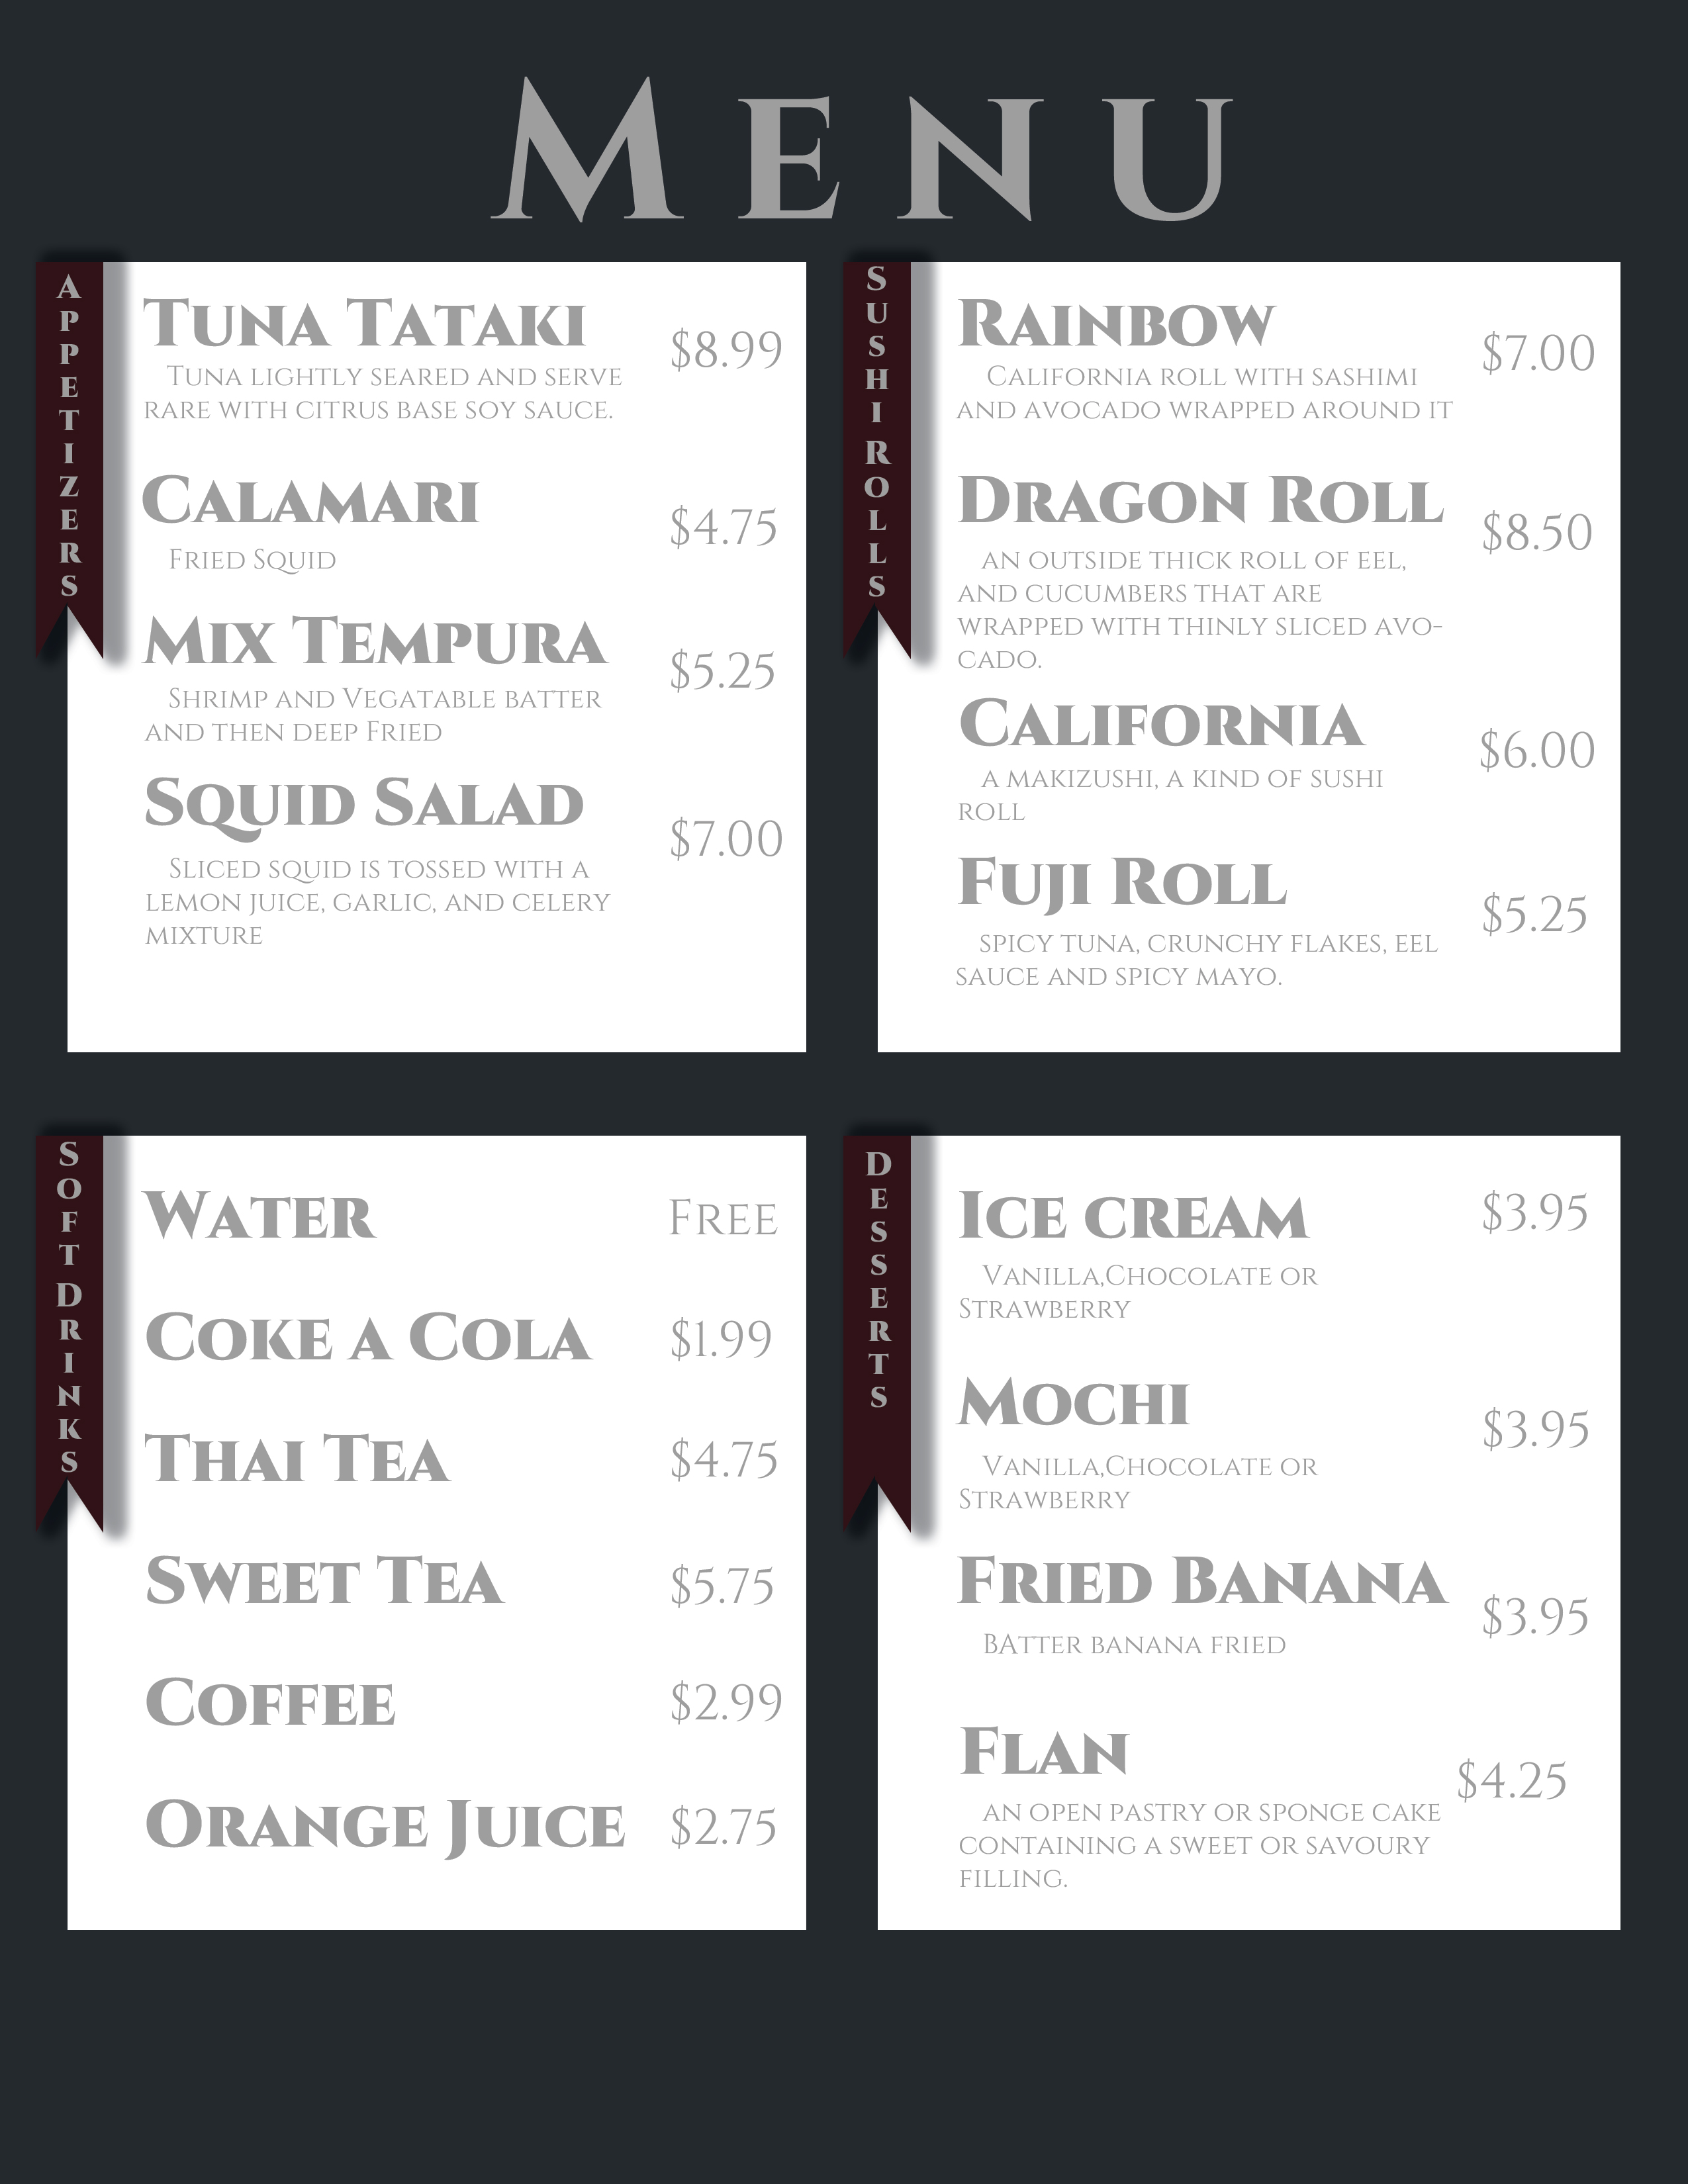 Menu
Appetizers
Tuna Tataki
$8.99
Tuna lightly seared and serve
rare with citrus base soy sauce.
Calamari
$4.75
Fried Squid
Mix Tempura
$5.25
Shrimp and Vegatable batter
and then deep Fried
Squid Salad
$7.00
Sliced squid is tossed with a
lemon juice, garlic, and celery
mixture
Sushi Rolls
Rainbow
$7.00
California roll with sashimi
and avocado wrapped around it
Dragon Roll
$8.50
an outside thick roll of eel,
and cucumbers that are
wrapped with thinly sliced avo-
cado.
California
$6.00
a makizushi, a kind of sushi
roll
Fuji Roll
$5.25
spicy tuna, crunchy flakes, eel
sauce and spicy mayo.
Soft Drinks
Water
Free
Coke a Cola
$1.99
Thai Tea
$4.75
Sweet Tea
$5.75
Coffee
$2.99
Orange Juice
$2.75
Desserts
Ice cream
$3.95
Vanilla,Chocolate or
Strawberry
Mochi
$3.95
Vanilla,Chocolate or
Strawberry
Fried Banana
$3.95
BAtter banana fried
Flan
$4.25
an open pastry or sponge cake
containing a sweet or savoury
filling.